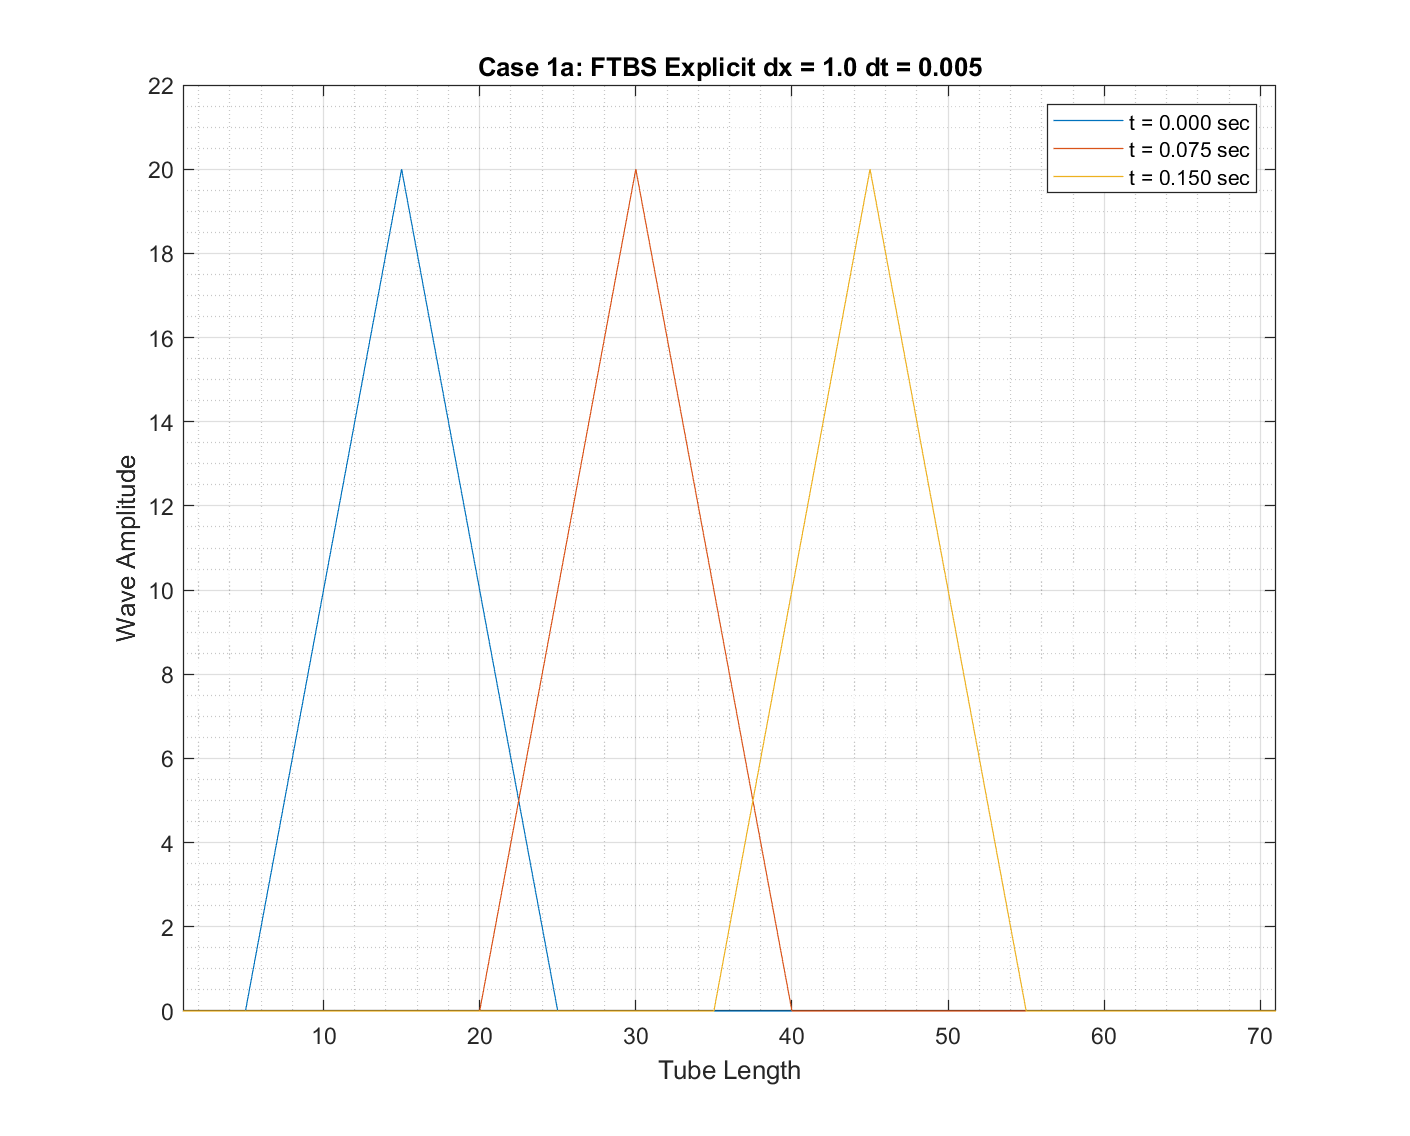 Case 1a: FTBS Explicit dx = 1.0 dt = 0.005
t = 0.000 sec
t = 0.075 sec
t = 0.150 sec
22
20
18
16
14
12
10
8
6
4
2
0
Wave Amplitude
10 20 30 40 50 60 70
Tube Length